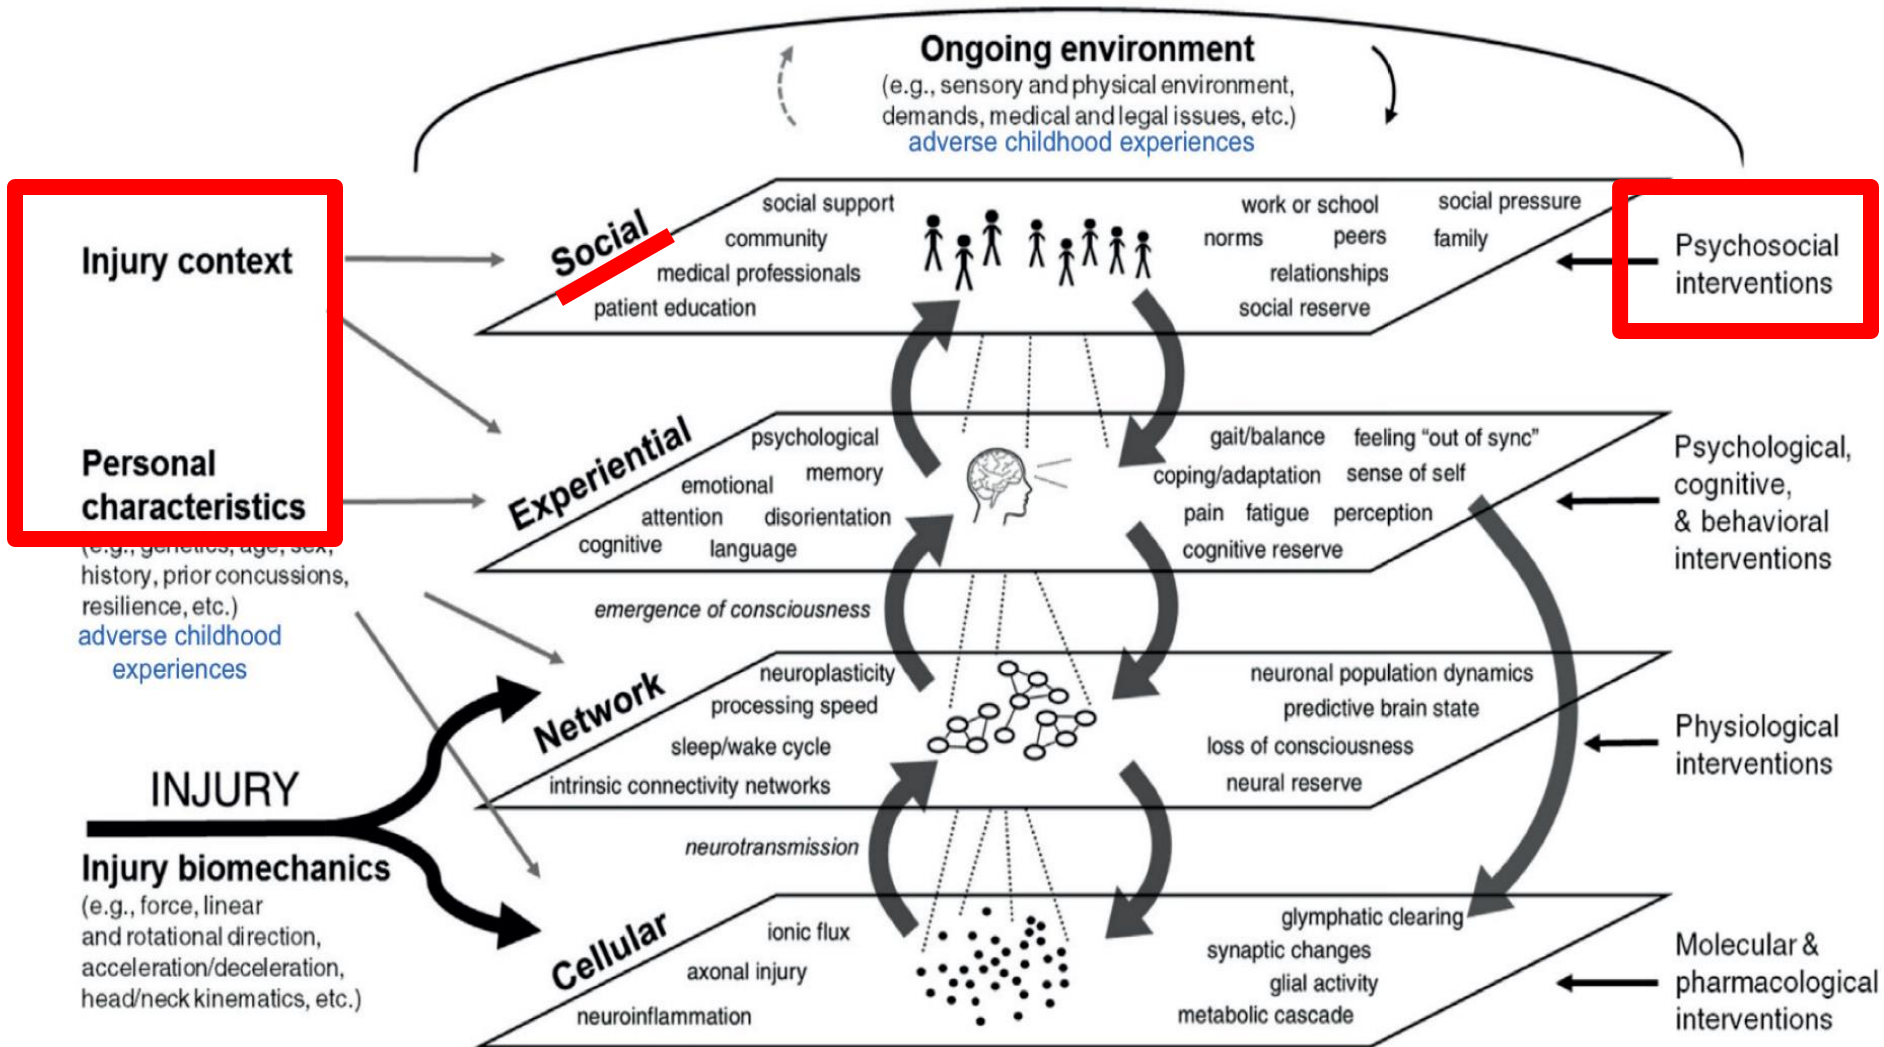 Ongoing environment
(e.g., sensory and physical environment,
demands, medical and legal issues, etc.)
adverse childhood experiences
Injury context
Personal
characteristics
(e.g., genetics, age, sex,
history, prior concussions,
resilience, etc.)
adverse childhood
experiences
INJURY
Injury biomechanics
(e.g., force, linear
and rotational direction,
acceleration/deceleration,
head/neck kinematics, etc.)
Social
social support
community
medical professionals
patient education
work or school
social pressure
norms
peers
family
relationships
social reserve
Psychosocial
interventions
Experiential
psychological
memory
emotional
attention
disorientation
cognitive
language
gait/balance
feeling “out of sync”
coping/adaptation
sense of self
pain
fatigue
perception
cognitive reserve
Psychological,
cognitive,
& behavioral
interventions
emergence of consciousness
Network
neuroplasticity
processing speed
sleep/wake cycle
intrinsic connectivity networks
neuronal population dynamics
predictive brain state
loss of consciousness
neural reserve
Physiological
interventions
neurotransmission
Cellular
ionic flux
axonal injury
neuroinflammation
glymphatic clearing
synaptic changes
glial activity
metabolic cascade
Molecular &
pharmacological
interventions